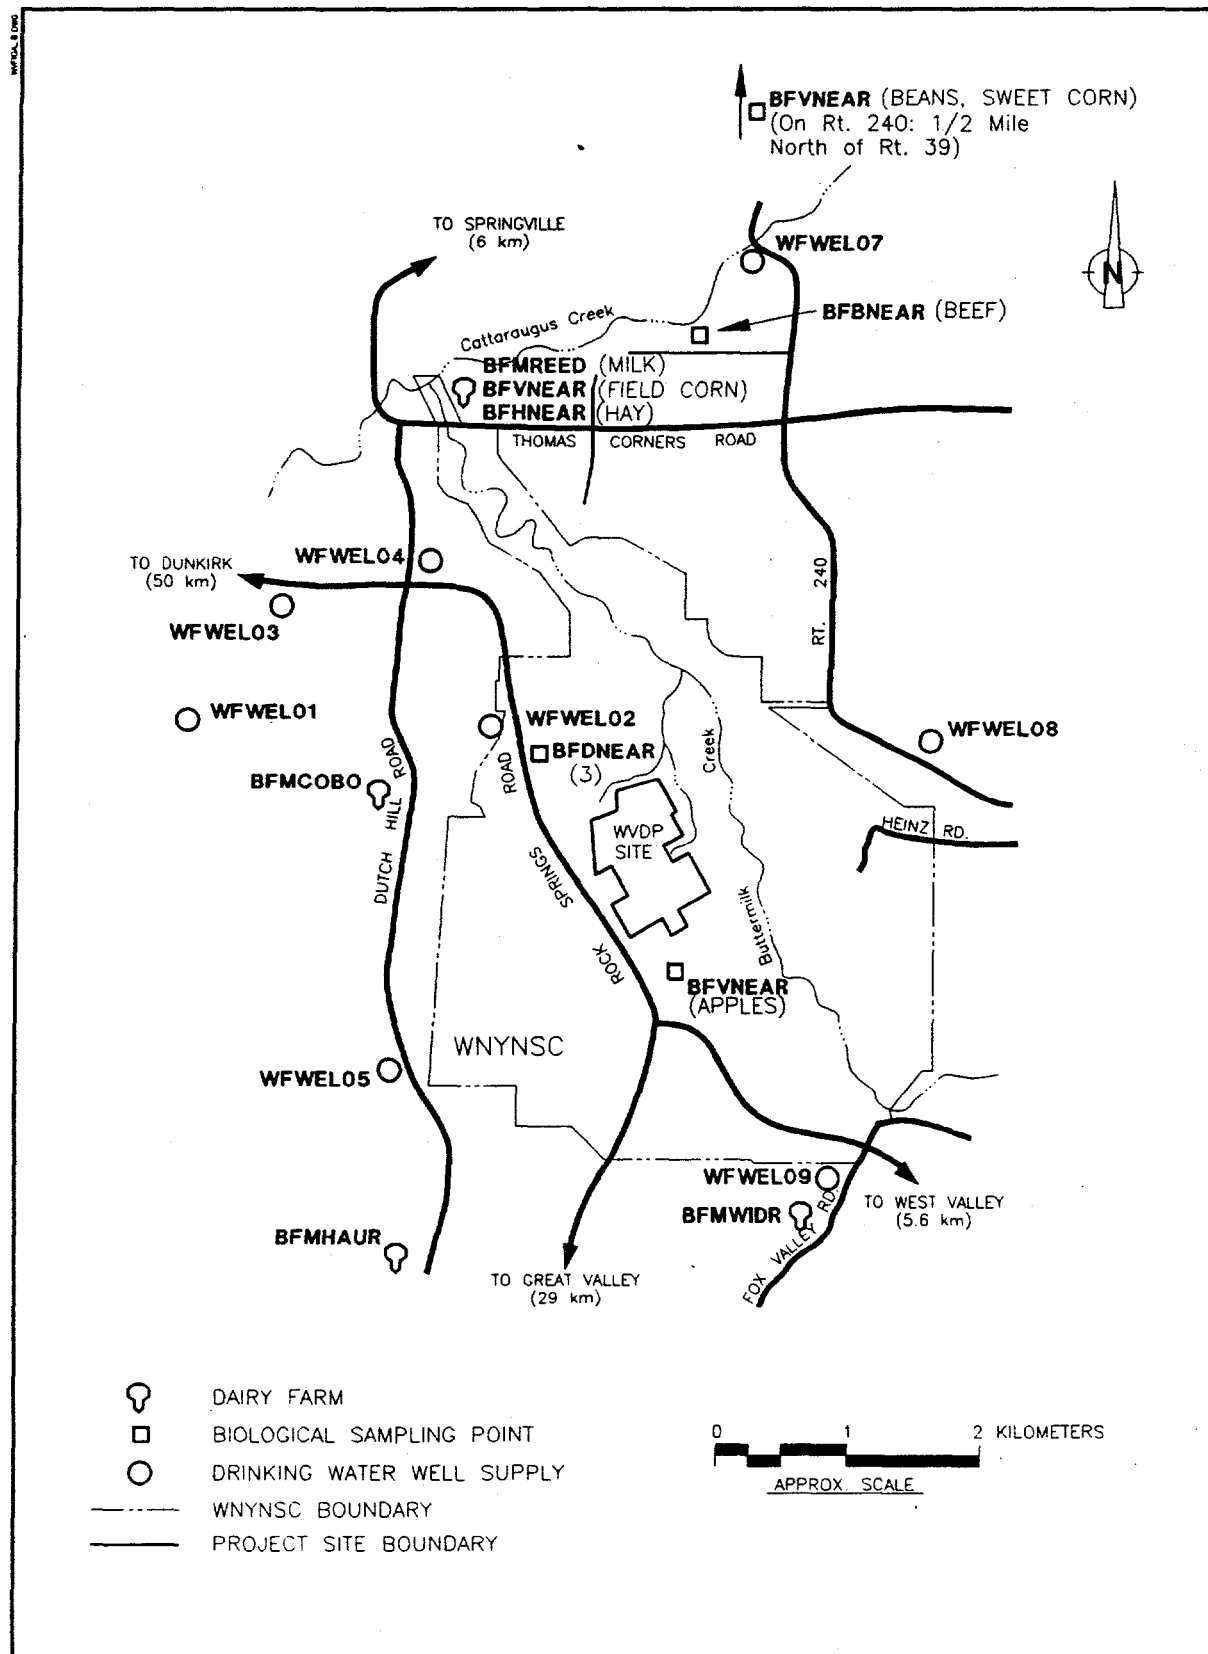 BFVNEAR (BEANS, SWEET CORN)
(On Rt. 240: 1/2 Mile
North of Rt. 39)
TO SPRINGVILLE
(6 km)
WFWEL07
N
BFBNEAR (BEEF)
Cattaraugus Creek
BFMREED (MILK)
BFVNEAR (FIELD CORN)
BFHNEAR (HAY)
THOMAS CORNERS ROAD
WFWEL04
TO DUNKIRK
(50 km)
WFWEL03
RT. 240
WFWEL01
WFWEL02
WFWEL08
BFDNEAR
(3)
BFMCOBO
DUTCH HILL ROAD
ROCK SPRINGS ROAD
Buttermilk Creek
WVDP
SITE
HEINZ RD.
BFVNEAR
(APPLES)
WNYNSC
WFWEL05
WFWEL09
BFMWIDR
TO WEST VALLEY
(5.6 km)
FOX VALLEY RD.
BFMHAUR
TO GREAT VALLEY
(29 km)
DAIRY FARM
BIOLOGICAL SAMPLING POINT
DRINKING WATER WELL SUPPLY
WNYNSC BOUNDARY
PROJECT SITE BOUNDARY
0 1 2 KILOMETERS
APPROX. SCALE